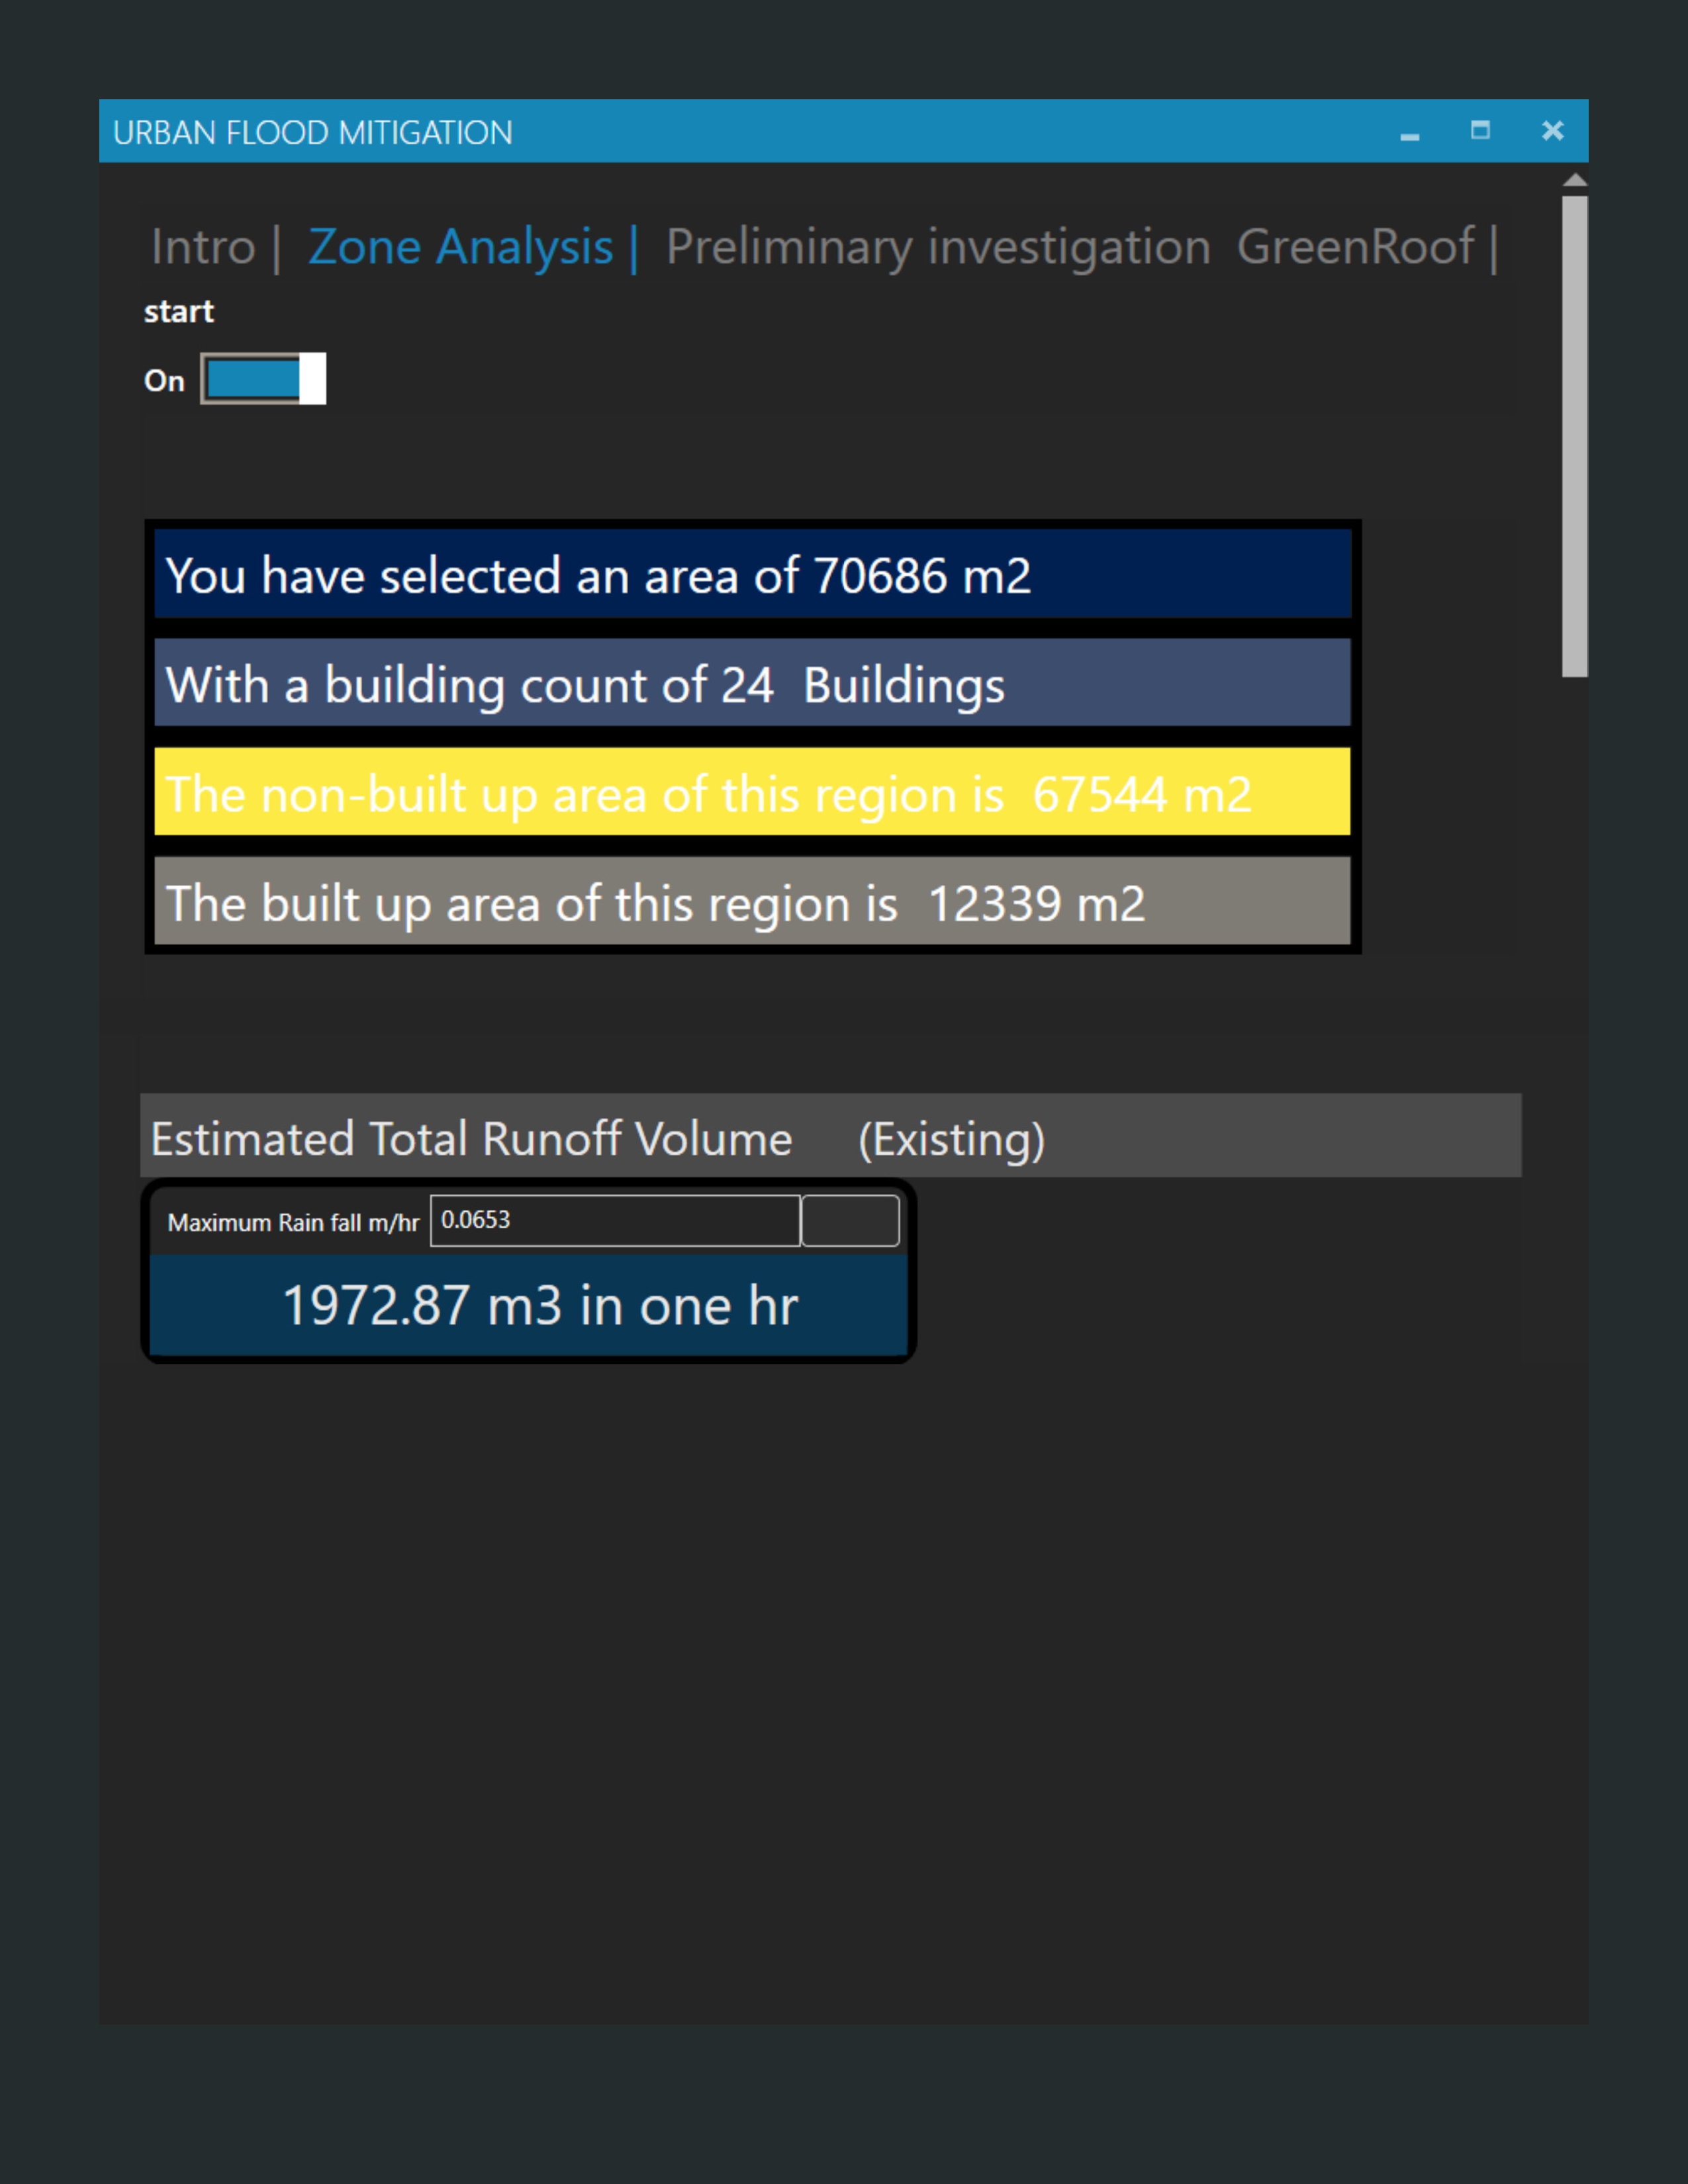 URBAN FLOOD MITIGATION
Intro | Zone Analysis | Preliminary investigation GreenRoof |
start
On
You have selected an area of 70686 m2
With a building count of 24 Buildings
The non-built up area of this region is 67544 m2
The built up area of this region is 12339 m2
Estimated Total Runoff Volume (Existing)
Maximum Rain fall m/hr 0.0653
1972.87 m3 in one hr